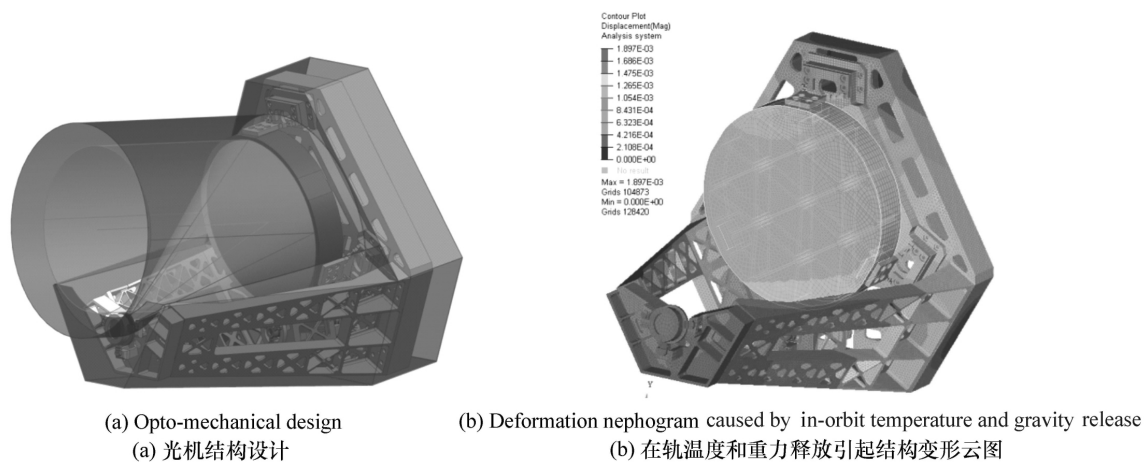 Contour Plot
Displacement(Mag)
Analysis system
1.897E-03
1.686E-03
1.475E-03
1.265E-03
1.054E-03
8.431E-04
6.323E-04
4.216E-04
2.108E-04
0.000E+00
No result
Max = 1.897E-03
Grids 104873
Min = 0.000E+00
Grids 128420
Y
(a) Opto-mechanical design
(a) 光机结构设计
(b) Deformation nephogram caused by in-orbit temperature and gravity release
(b) 在轨温度和重力释放引起结构变形云图